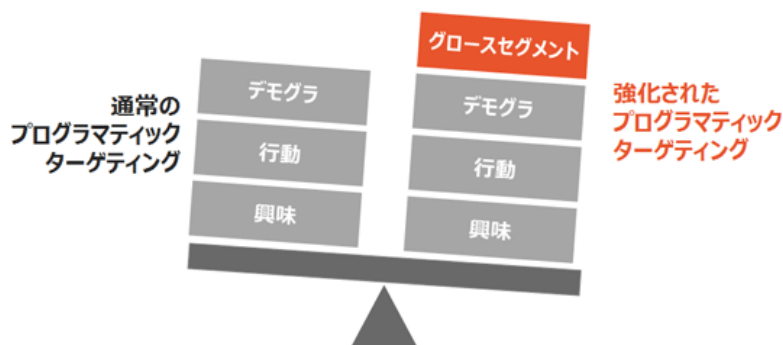 通常の
プログラマティック
ターゲティング
デモグラ
行動
興味
グロースセグメント
デモグラ
行動
興味
強化された
プログラマティック
ターゲティング